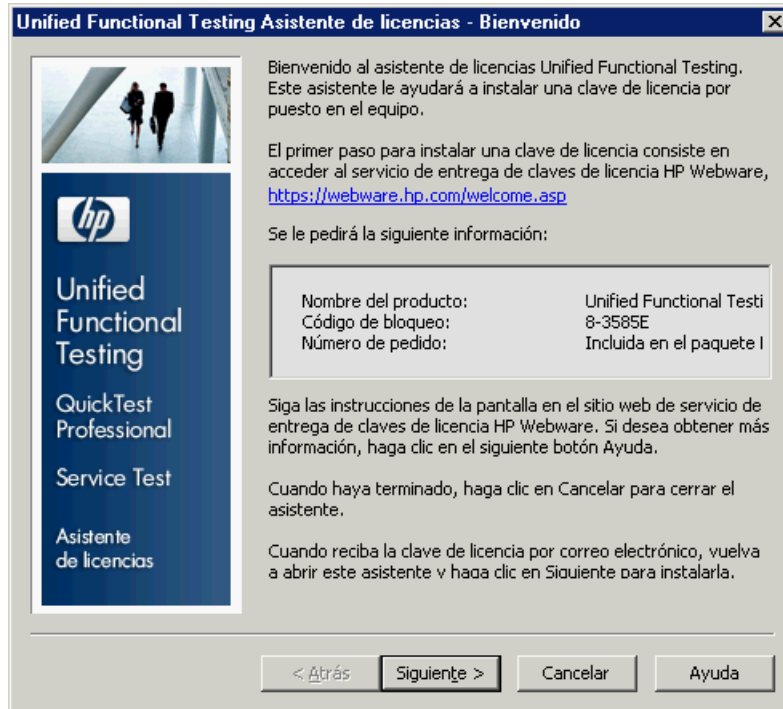 Unified Functional Testing Asistente de licencias - Bienvenido
hp
Unified
Functional
Testing
QuickTest
Professional
Service Test
Asistente
de licencias
Bienvenido al asistente de licencias Unified Functional Testing.
Este asistente le ayudará a instalar una clave de licencia por
puesto en el equipo.
El primer paso para instalar una clave de licencia consiste en
acceder al servicio de entrega de claves de licencia HP Webware,
https://webware.hp.com/welcome.asp
Se le pedirá la siguiente información:
Nombre del producto: Unified Functional Testi
Código de bloqueo: 8-3585E
Número de pedido: Incluida en el paquete
Siga las instrucciones de la pantalla en el sitio web de servicio de
entrega de claves de licencia HP Webware. Si desea obtener más
información, haga clic en el siguiente botón Ayuda.
Cuando haya terminado, haga clic en Cancelar para cerrar el
asistente.
Cuando reciba la clave de licencia por correo electrónico, vuelva
a abrir este asistente y haga clic en Siguiente para instalarla.
< Atrás
Siguiente >
Cancelar
Ayuda